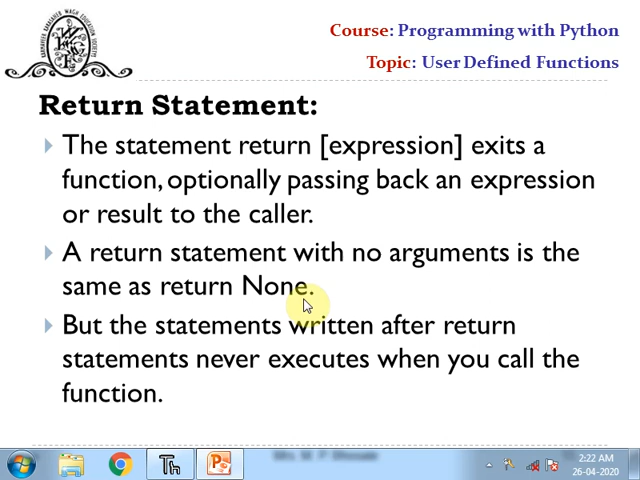 Course: Programming with Python
Topic: User Defined Functions
Return Statement:
The statement return [expression] exits a
function, optionally passing back an expression
or result to the caller.
A return statement with no arguments is the
same as return None.
But the statements written after return
statements never executes when you call the
function.
2:22 AM
26-04-2020